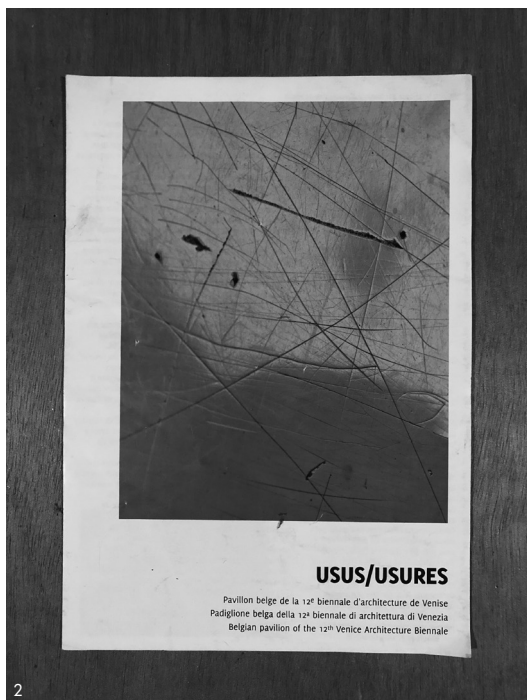 USUS/USURES
Pavillon belge de la 12e biennale d'architecture de Venise
Padiglione belga della 12a biennale di architettura di Venezia
Belgian pavilion of the 12th Venice Architecture Biennale
2